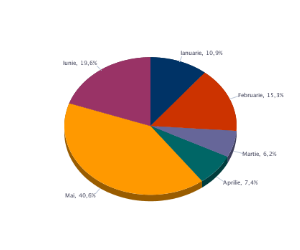 Ianuarie, 10,9%
Iunie, 19,6%
Februarie, 15,3%
Martie, 6,2%
Aprilie, 7,4%
Mai, 40,6%